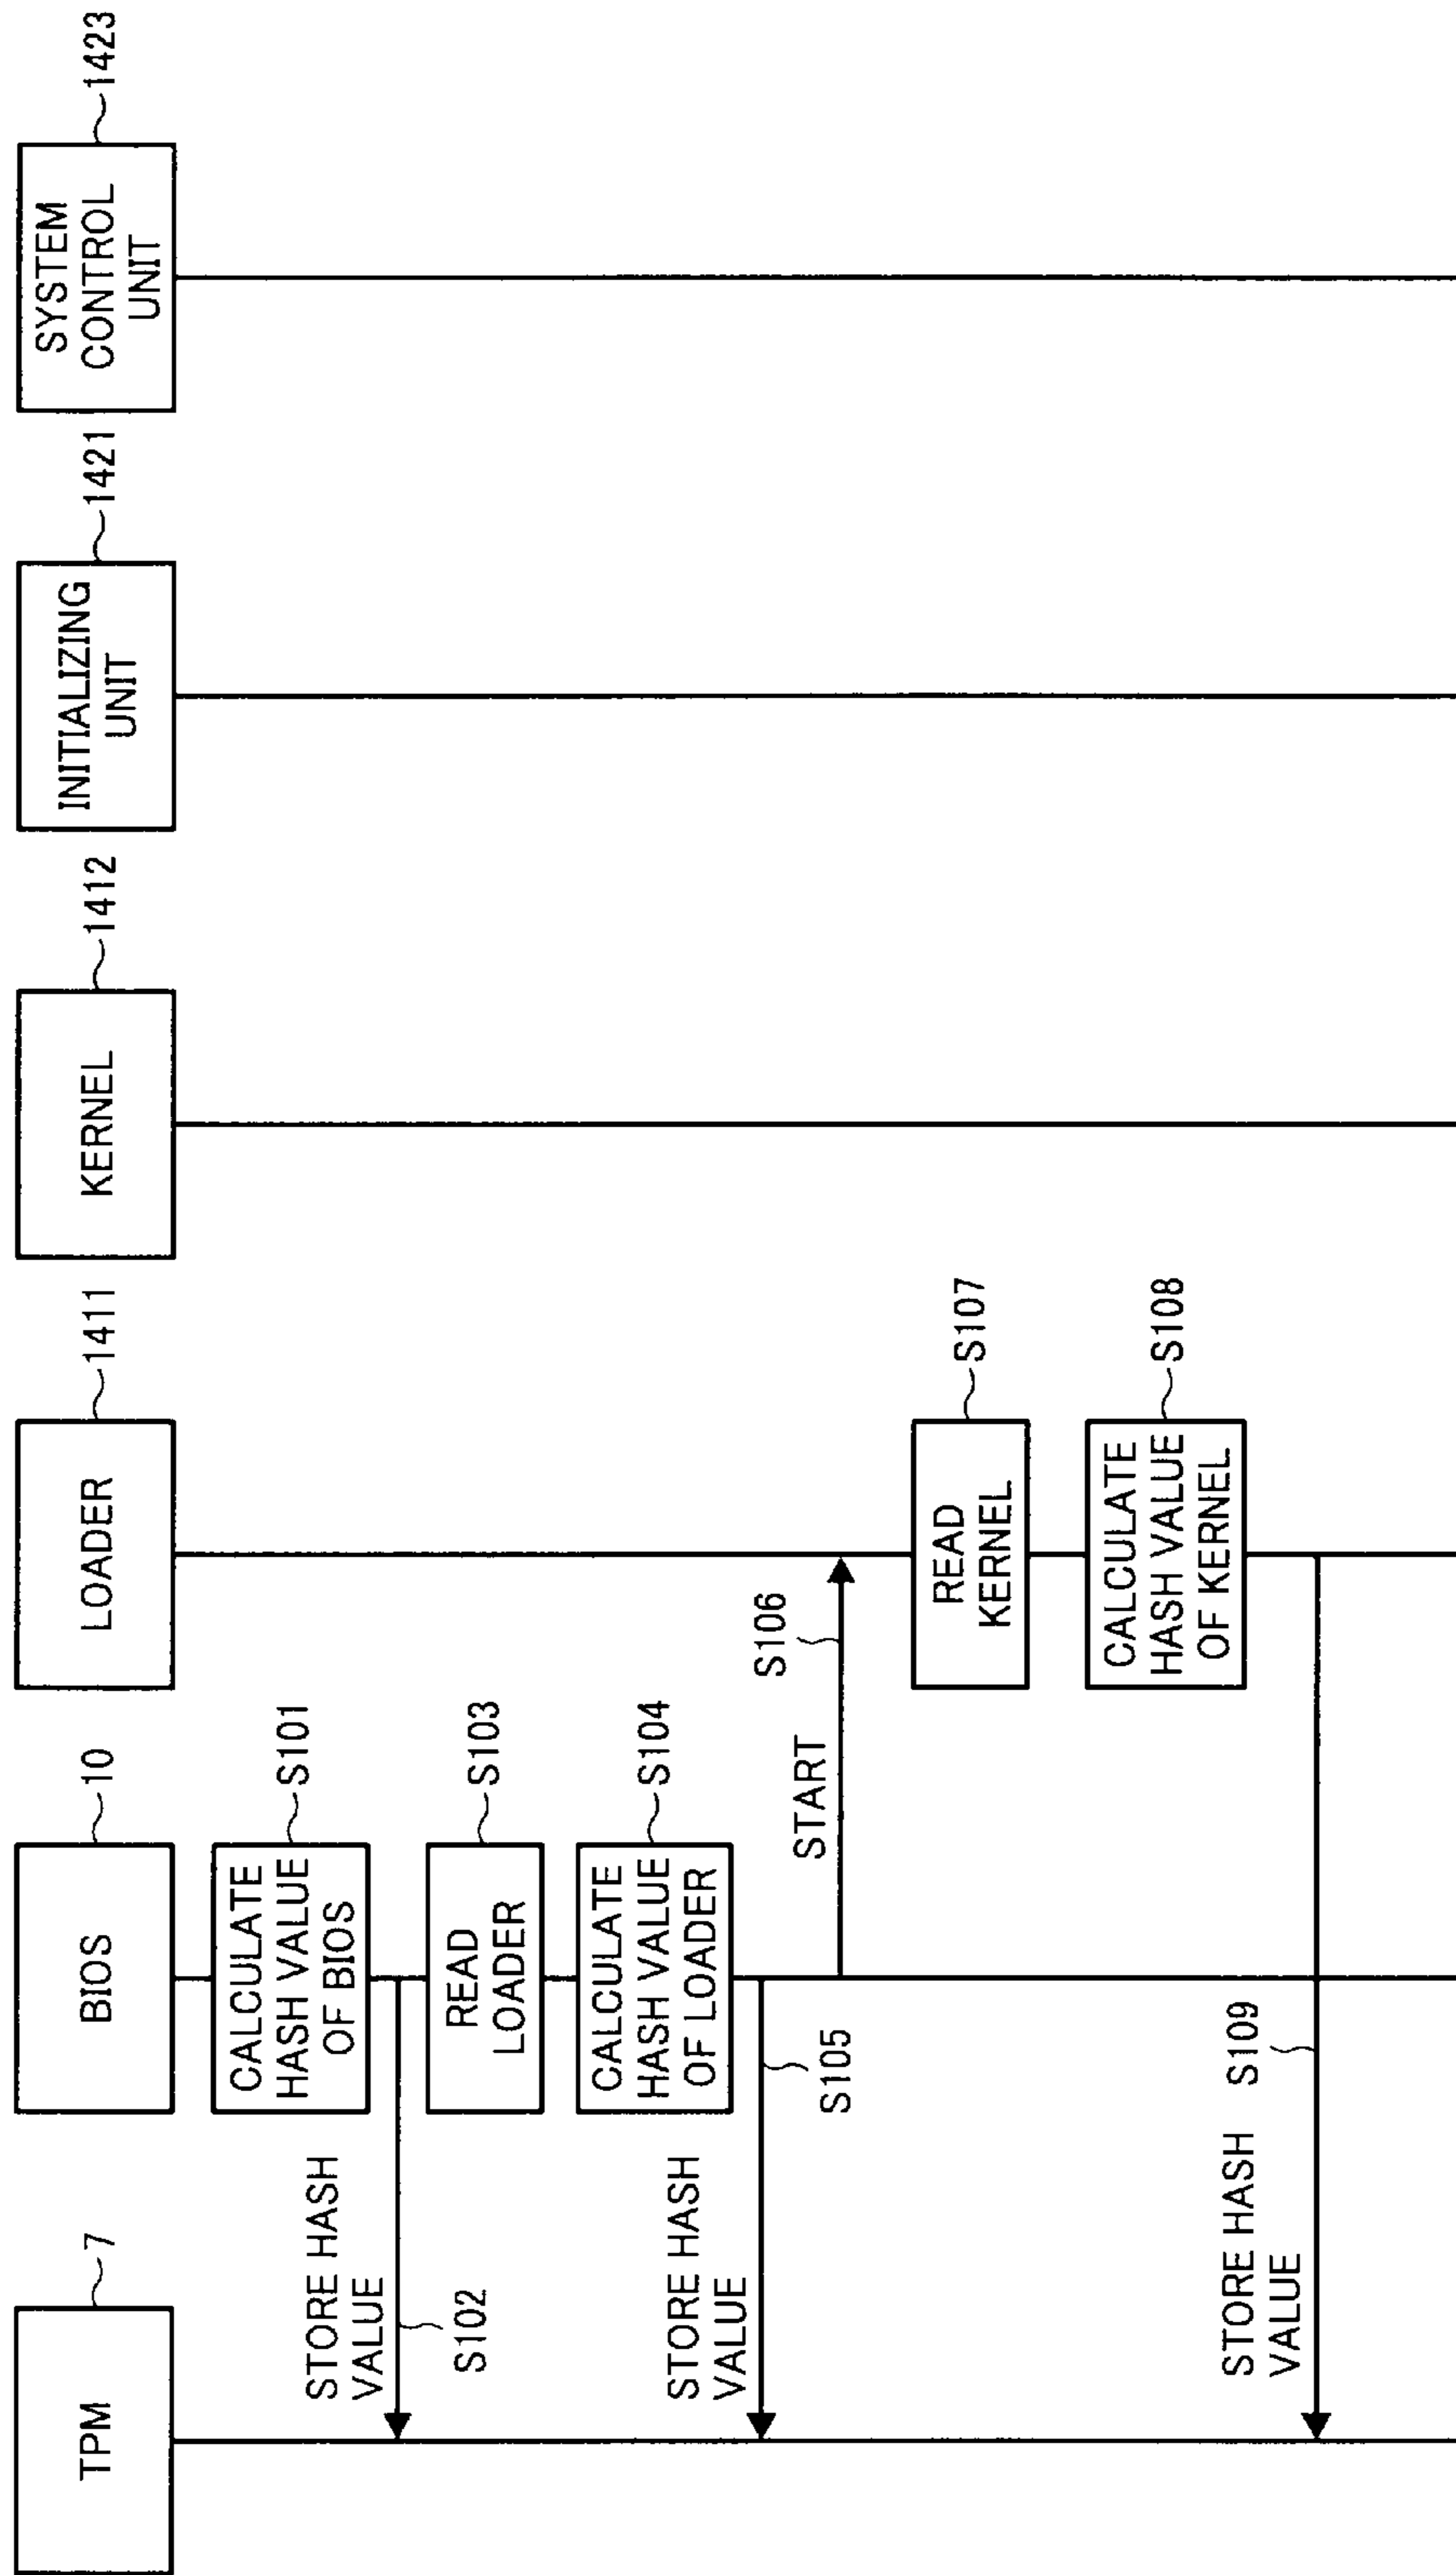 TPM
7
BIOS
10
LOADER
1411
KERNEL
1412
INITIALIZING
UNIT
1421
SYSTEM
CONTROL
UNIT
1423
CALCULATE
HASH VALUE
OF BIOS
S101
STORE HASH
VALUE
S102
READ
LOADER
S103
CALCULATE
HASH VALUE
OF LOADER
S104
STORE HASH
VALUE
S105
START
S106
READ
KERNEL
S107
CALCULATE
HASH VALUE
OF KERNEL
S108
STORE HASH
VALUE
S109